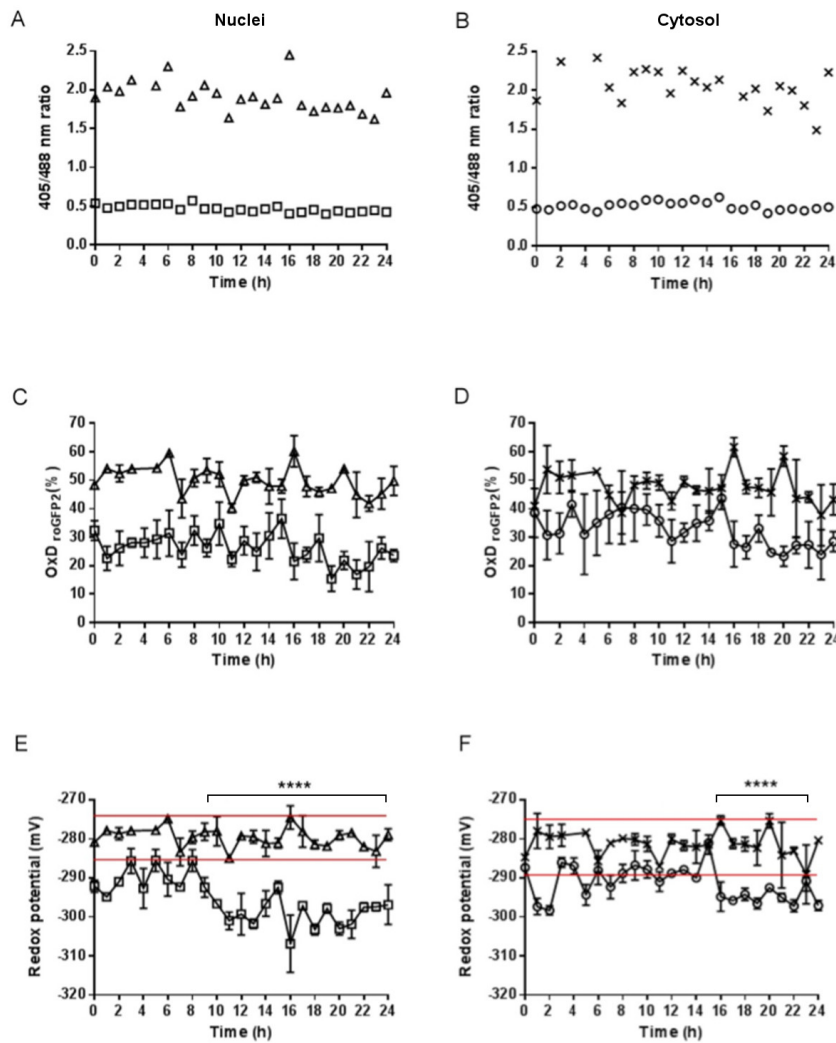 A
Nuclei
2.5
2.0
1.5
1.0
0.5
0.0
405/488 nm ratio
0 2 4 6 8 10 12 14 16 18 20 22 24
Time (h)
B
Cytosol
2.5
2.0
1.5
1.0
0.5
0.0
405/488 nm ratio
0 2 4 6 8 10 12 14 16 18 20 22 24
Time (h)
C
70
60
50
40
30
20
10
0
OxD roGFP2 (%)
0 2 4 6 8 10 12 14 16 18 20 22 24
Time (h)
D
70
60
50
40
30
20
10
0
OxD roGFP2 (%)
0 2 4 6 8 10 12 14 16 18 20 22 24
Time (h)
E
****
-270
-280
-290
-300
-310
-320
Redox potential (mV)
0 2 4 6 8 10 12 14 16 18 20 22 24
Time (h)
F
****
-270
-280
-290
-300
-310
-320
Redox potential (mV)
0 2 4 6 8 10 12 14 16 18 20 22 24
Time (h)